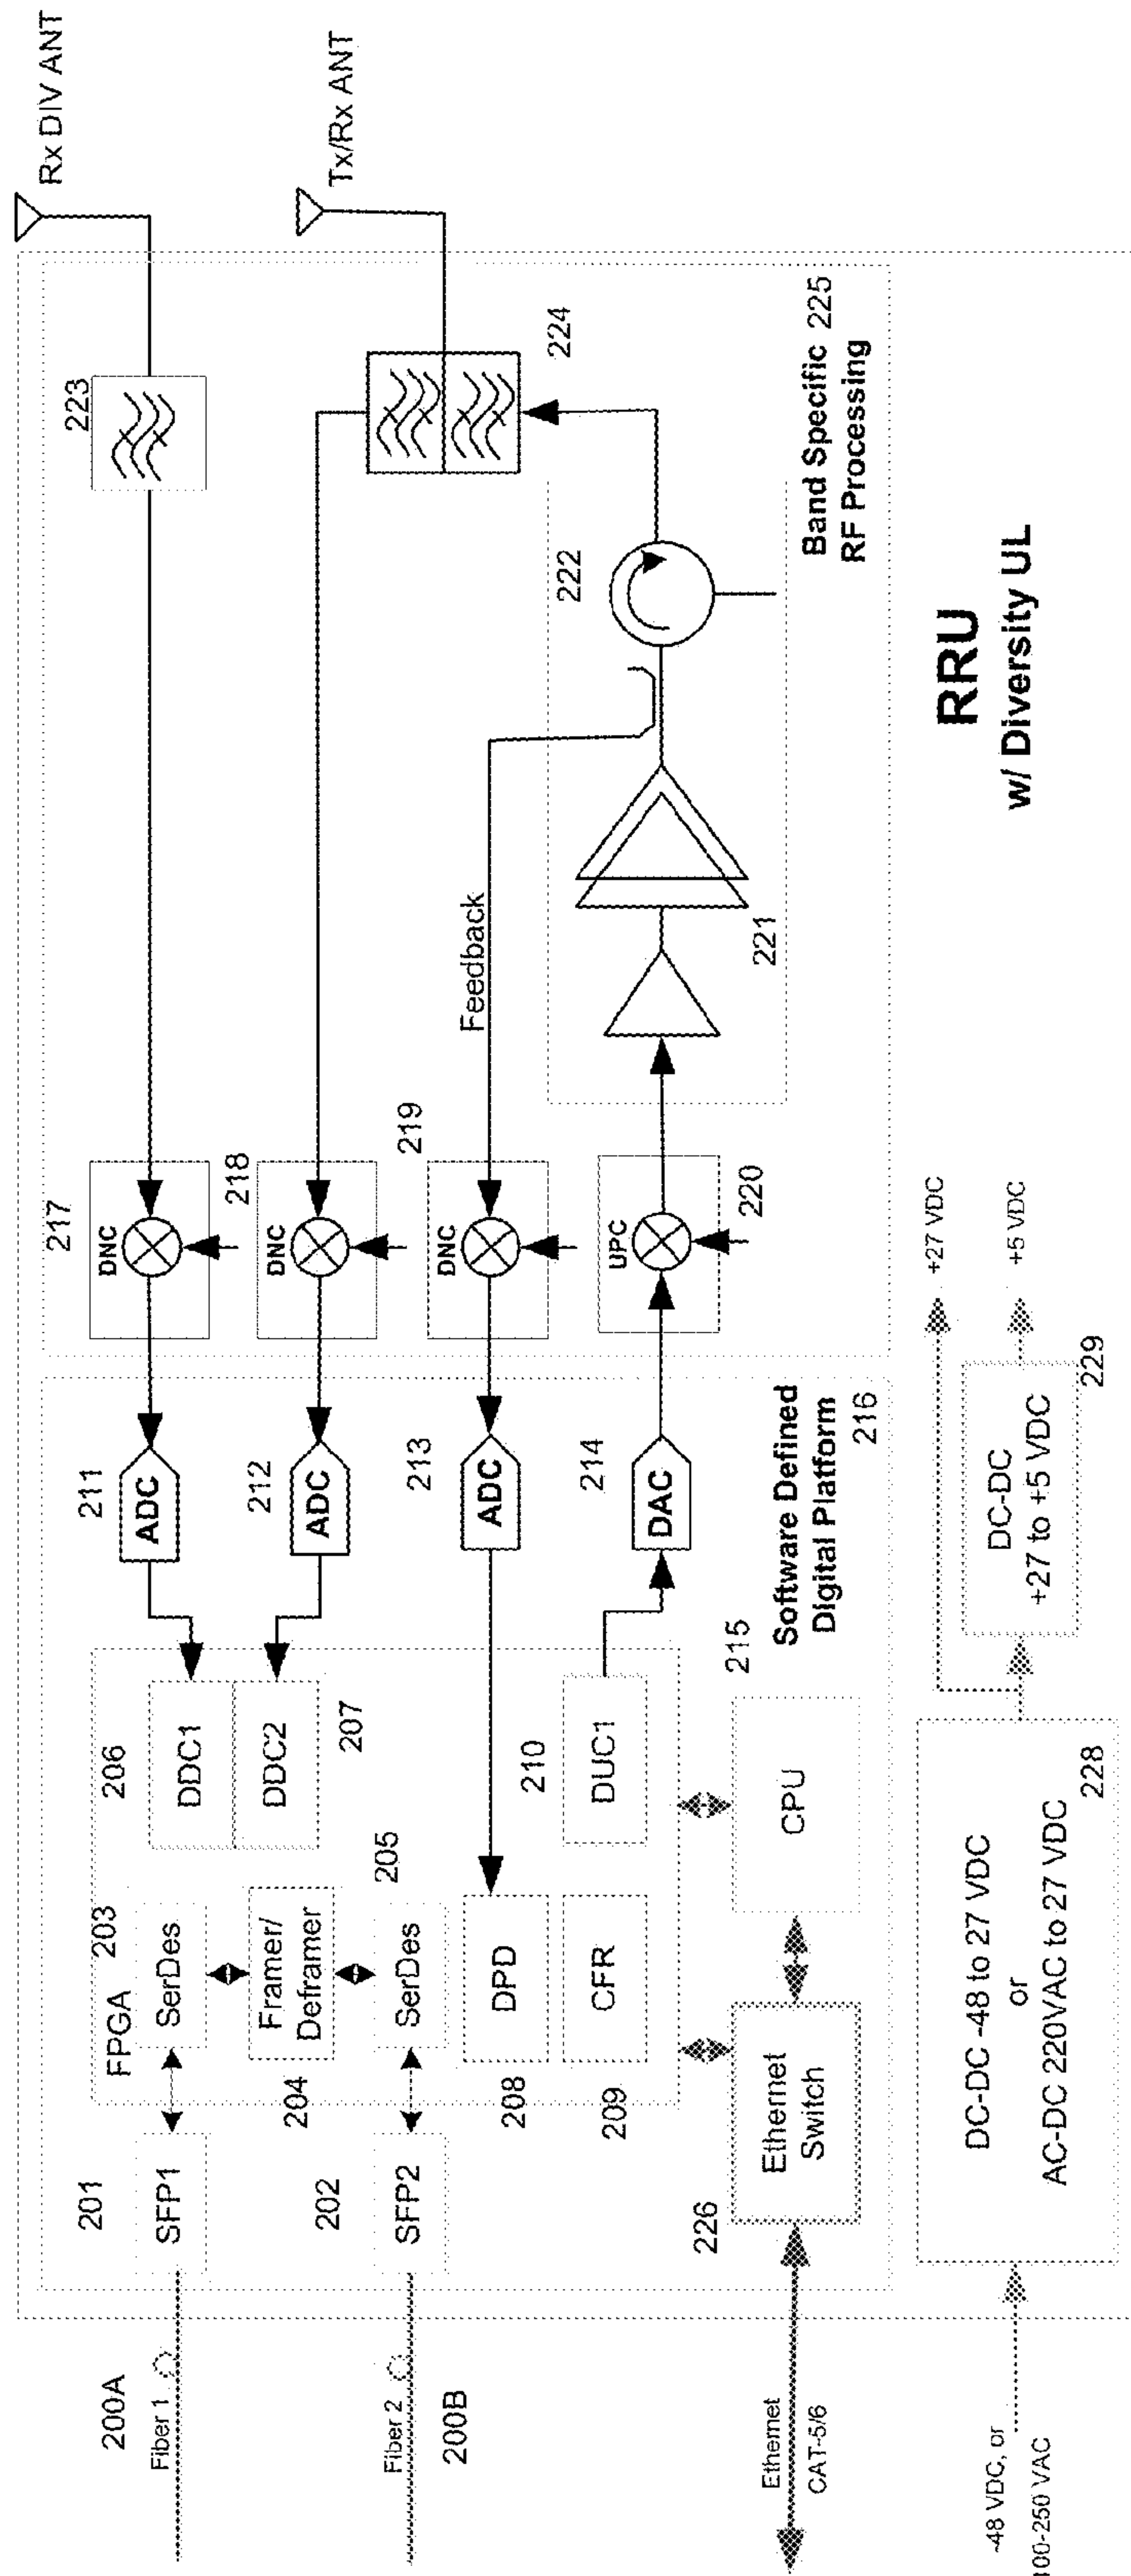 Rx DIV ANT
Tx/Rx ANT
223
224
222
Band Specific 225
RF Processing
221
Feedback
217
DNC
218
DNC
219
DNC
220
UPC
211
ADC
212
ADC
213
ADC
214
DAC
Software Defined
Digital Platform
216
215
206
DDC1
DDC2
207
210
DUC1
CPU
FPGA
203
SerDes
Framer/
Deframer
204
205
SerDes
DPD
208
CFR
209
Ethernet
Switch
226
201
SFP1
202
SFP2
200A
Fiber 1
Fiber 2
200B
Ethernet
CAT-5/6
-48 VDC, or
100-250 VAC
DC-DC -48 to 27 VDC
or
AC-DC 220VAC to 27 VDC
228
DC-DC
+27 to +5 VDC
229
+27 VDC
+5 VDC
RRU
w/ Diversity UL